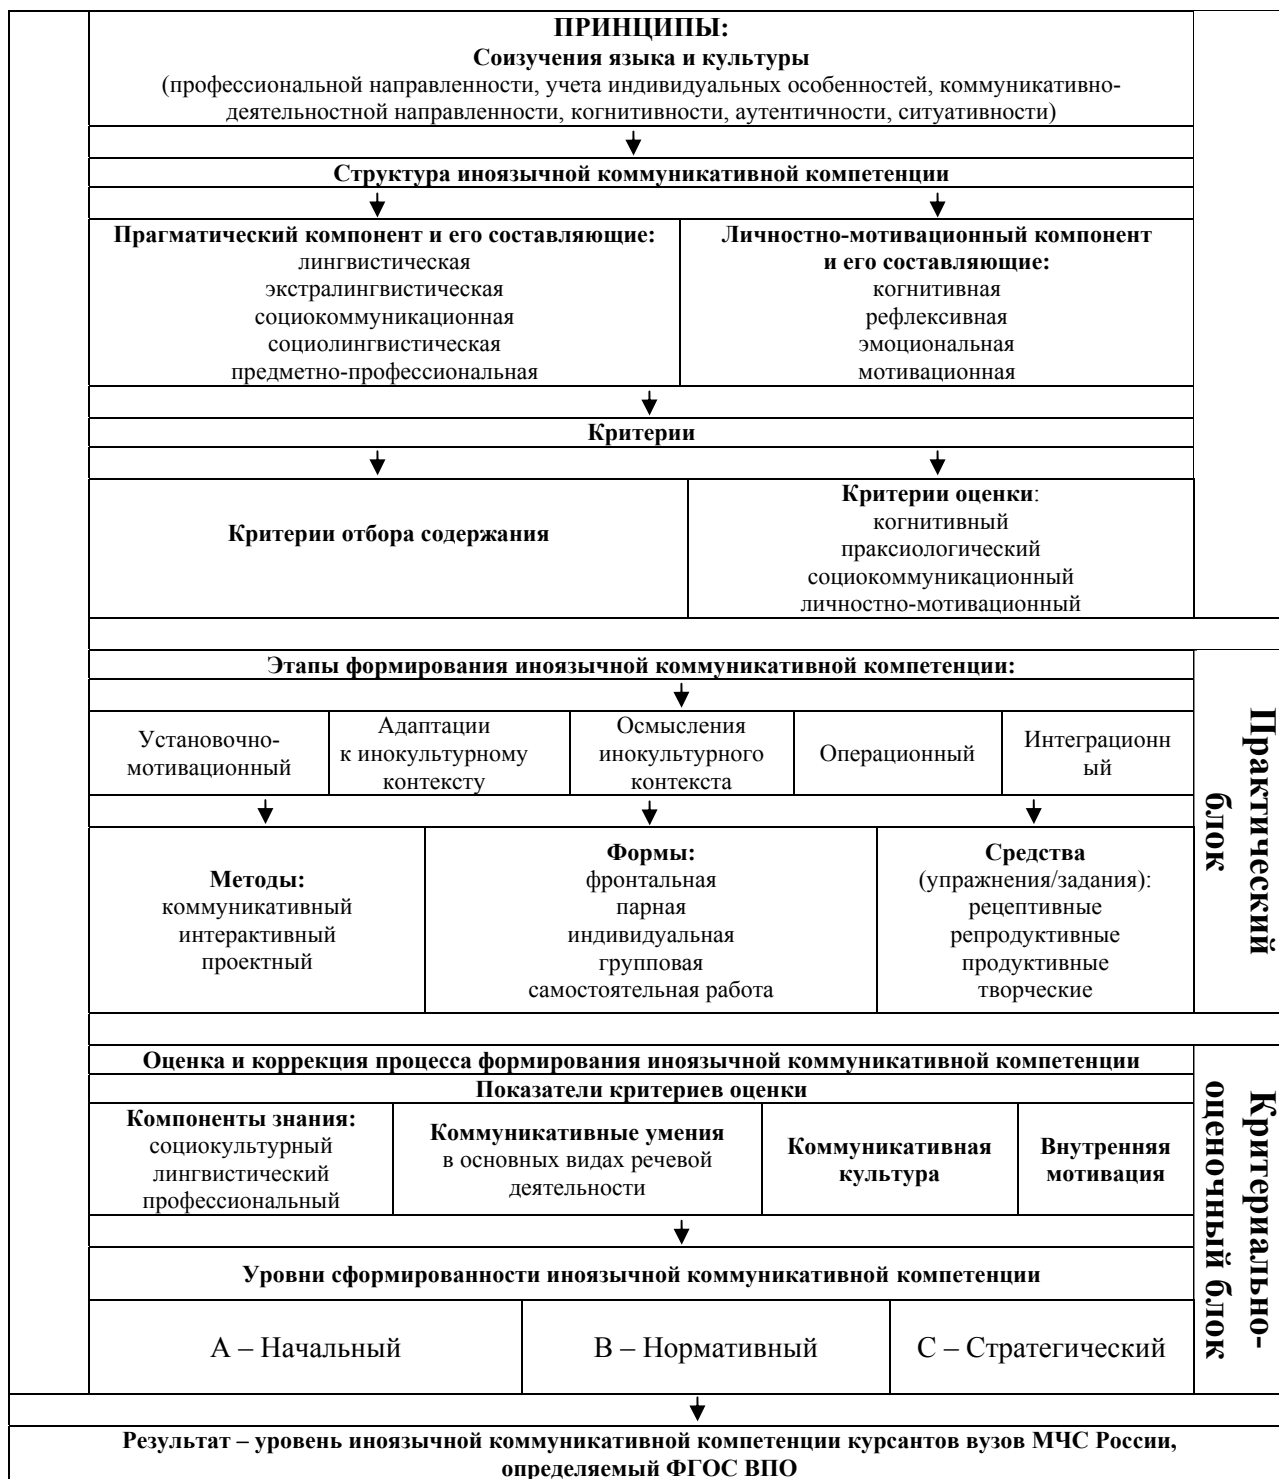 ПРИНЦИПЫ:
Соизучения языка и культуры
(профессиональной направленности, учета индивидуальных особенностей, коммуникативно-
деятельностной направленности, когнитивности, аутентичности, ситуативности)
Структура иноязычной коммуникативной компетенции
Прагматический компонент и его составляющие:
лингвистическая
экстралингвистическая
социокоммуникационная
социолингвистическая
предметно-профессиональная
Личностно-мотивационный компонент
и его составляющие:
когнитивная
рефлексивная
эмоциональная
мотивационная
Критерии
Критерии отбора содержания
Критерии оценки:
когнитивный
праксиологический
социокоммуникационный
личностно-мотивационный
Этапы формирования иноязычной коммуникативной компетенции:
Установочно-
мотивационный
Адаптации
к инокультурному
контексту
Осмысления
инокультурного
контекста
Операционный
Интеграционн
ый
Методы:
коммуникативный
интерактивный
проектный
Формы:
фронтальная
парная
индивидуальная
групповая
самостоятельная работа
Средства
(упражнения/задания):
рецептивные
репродуктивные
продуктивные
творческие
Практический
блок
Оценка и коррекция процесса формирования иноязычной коммуникативной компетенции
Показатели критериев оценки
Компоненты знания:
социокультурный
лингвистический
профессиональный
Коммуникативные умения
в основных видах речевой
деятельности
Коммуникативная
культура
Внутренняя
мотивация
Уровни сформированности иноязычной коммуникативной компетенции
А – Начальный
В – Нормативный
С – Стратегический
Критериально-
оценочный блок
Результат – уровень иноязычной коммуникативной компетенции курсантов вузов МЧС России,
определяемый ФГОС ВПО